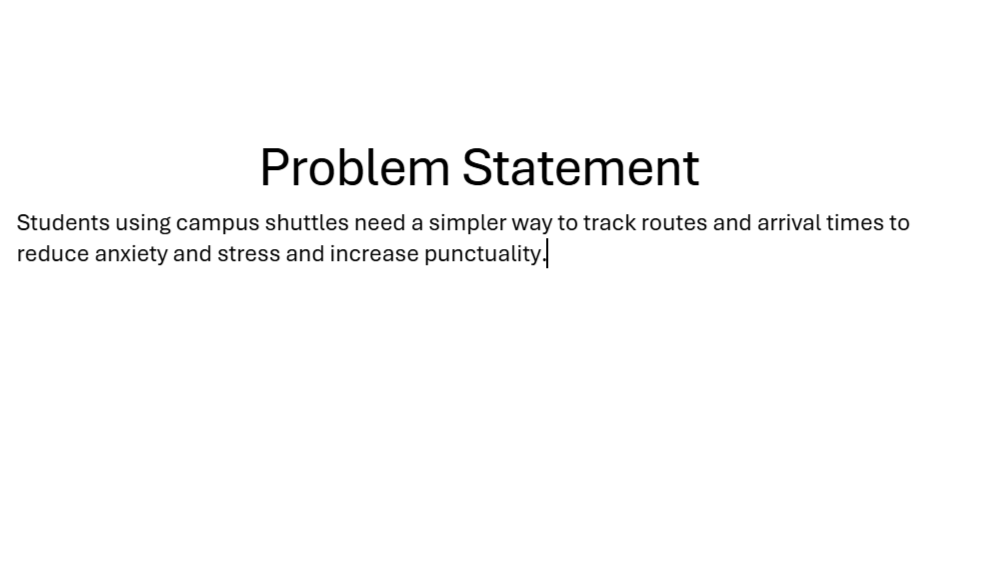 Problem Statement
Students using campus shuttles need a simpler way to track routes and arrival times to
reduce anxiety and stress and increase punctuality.